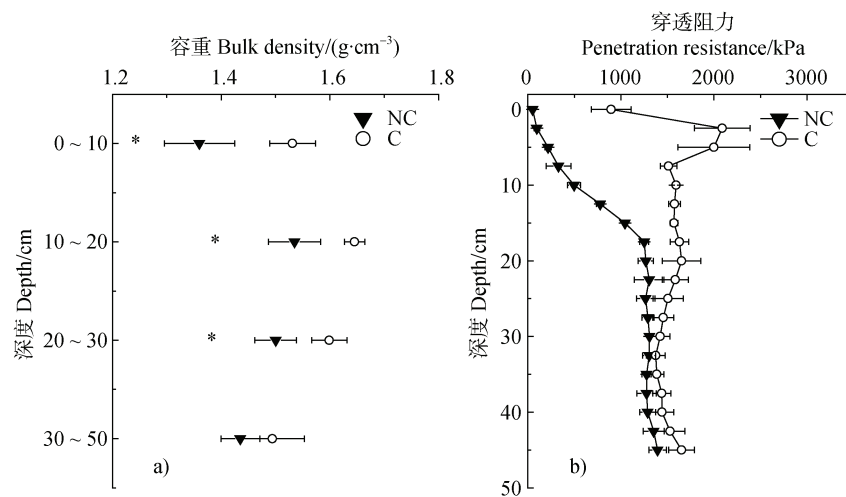 容重 Bulk density/(g·cm⁻³)
1.2 1.4 1.6 1.8
NC
C
0 ~ 10
*
10 ~ 20
*
20 ~ 30
*
30 ~ 50
深度 Depth/cm
a)
穿透阻力
Penetration resistance/kPa
0 1000 2000 3000
NC
C
0
10
20
30
40
50
深度 Depth/cm
b)